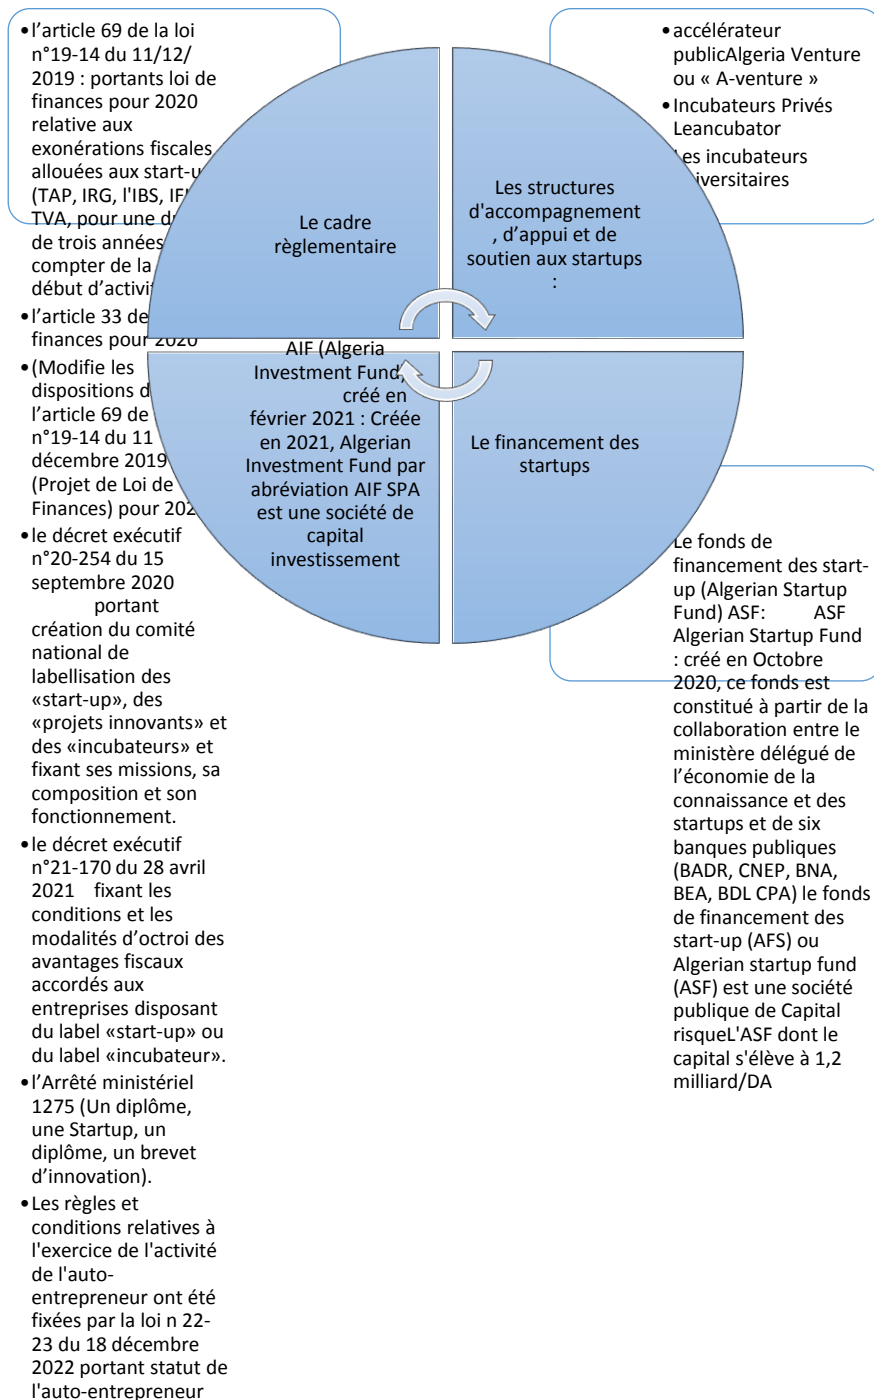 •l'article 69 de la loi
n°19-14 du 11/12/
2019 : portants loi de
finances pour 2020
relative aux
exonérations fiscales
allouées aux start-u
(TAP, IRG, l'IBS,
TVA, pour une
de trois années
compter de la
début d'activi
•l'article 33 de
finances pour 2020
•(Modifie les
dispositions d
l'article 69 de
n°19-14 du 11
décembre 2019
(Projet de Loi de
Finances) pour 202
•le décret exécutif
n°20-254 du 15
septembre 2020
portant
création du comité
national de
labellisation des
«start-up», des
«projets innovants» et
des «incubateurs» et
fixant ses missions, sa
composition et son
fonctionnement.
•le décret exécutif
n°21-170 du 28 avril
2021 fixant les
conditions et les
modalités d'octroi des
avantages fiscaux
accordés aux
entreprises disposant
du label «start-up» ou
du label «incubateur».
•l'Arrêté ministériel
1275 (Un diplôme,
une Startup, un
diplôme, un brevet
d'innovation).
•Les règles et
conditions relatives à
l'exercice de l'activité
de l'auto-
entrepreneur ont été
fixées par la loi n 22-
23 du 18 décembre
2022 portant statut de
l'auto-entrepreneur
Le cadre
règlementaire
Les structures
d'accompagnement
, d'appui et de
soutien aux startups
:
•accélérateur
publicAlgeria Venture
ou « A-venture »
•Incubateurs Privés
Leancubator
es incubateurs
iversitaires
AIF (Algeria
Investment Fund
créé en
février 2021 : Créée
en 2021, Algerian
Investment Fund par
abréviation AIF SPA
est une société de
capital
investissement
Le financement des
startups
Le fonds de
financement des start-
up (Algerian Startup
Fund) ASF: ASF
Algerian Startup Fund
: créé en Octobre
2020, ce fonds est
constitué à partir de la
collaboration entre le
ministère délégué de
l'économie de la
connaissance et des
startups et de six
banques publiques
(BADR, CNEP, BNA,
BEA, BDL CPA) le fonds
de financement des
start-up (AFS) ou
Algerian startup fund
(ASF) est une société
publique de Capital
risqueL'ASF dont le
capital s'élève à 1,2
milliard/DA